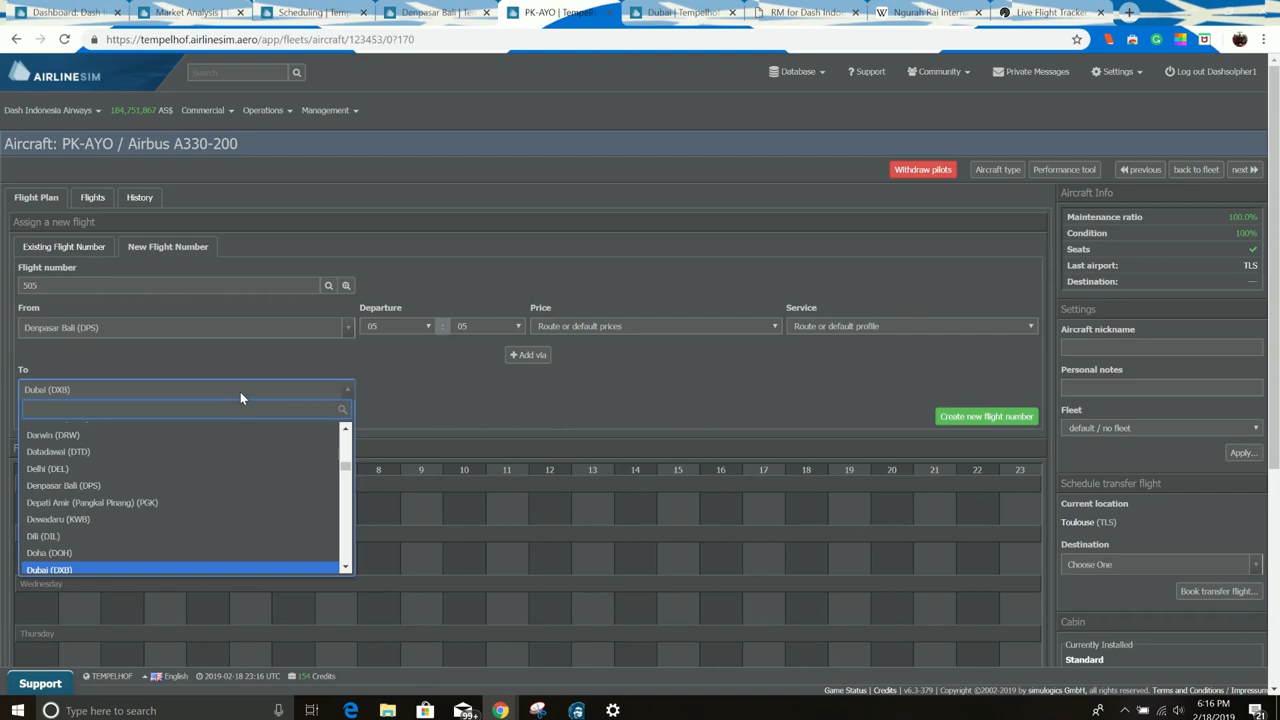 Dashboard: Dash
Market Analysis |
Scheduling | Temp
Denpasar Bali | Te
PK-AYO | Tempelh
Dubai | Tempelhof
RM for Dash Indo
Ngurah Rai Intern
Live Flight Tracke
https://tempelhof.airlinesim.aero/app/fleets/aircraft/123453/0?170
AIRLINESIM
Search
Database
Support
Community
Private Messages
Settings
Log out Dashsolpher1
Dash Indonesia Airways
184,751,867 AS$
Commercial
Operations
Management
Aircraft: PK-AYO / Airbus A330-200
Withdraw pilots
Aircraft type
Performance tool
previous
back to fleet
next
Flight Plan
Flights
History
Aircraft Info
Assign a new flight
Maintenance ratio 100.0%
Condition 100%
Seats
Last airport: TLS
Destination: —
Existing Flight Number
New Flight Number
Flight number
505
From
Departure
Price
Service
Denpasar Bali (DPS)
05 : 05
Route or default prices
Route or default profile
Add via
To
Dubai (DXB)
Darwin (DRW)
Datadawai (DTD)
Delhi (DEL)
Denpasar Bali (DPS)
Depati Amir (Pangkal Pinang) (PGK)
Dewadaru (KWB)
Dili (DIL)
Doha (DOH)
Dubai (DXB)
Create new flight number
8 9 10 11 12 13 14 15 16 17 18 19 20 21 22 23
Wednesday
Thursday
Settings
Aircraft nickname
Personal notes
Fleet
default / no fleet
Apply...
Schedule transfer flight
Current location
Toulouse (TLS)
Destination
Choose One
Book transfer flight...
Cabin
Currently Installed
Standard
Support
TEMPELHOF
English
2019-02-18 23:16 UTC
154 Credits
Game Status | Credits | v6.3-379 | Copyright ©2002-2019 by simulogics GmbH, all rights reserved. Terms and Conditions / Impressum
Type here to search
99+
6:16 PM
2/18/2019
21